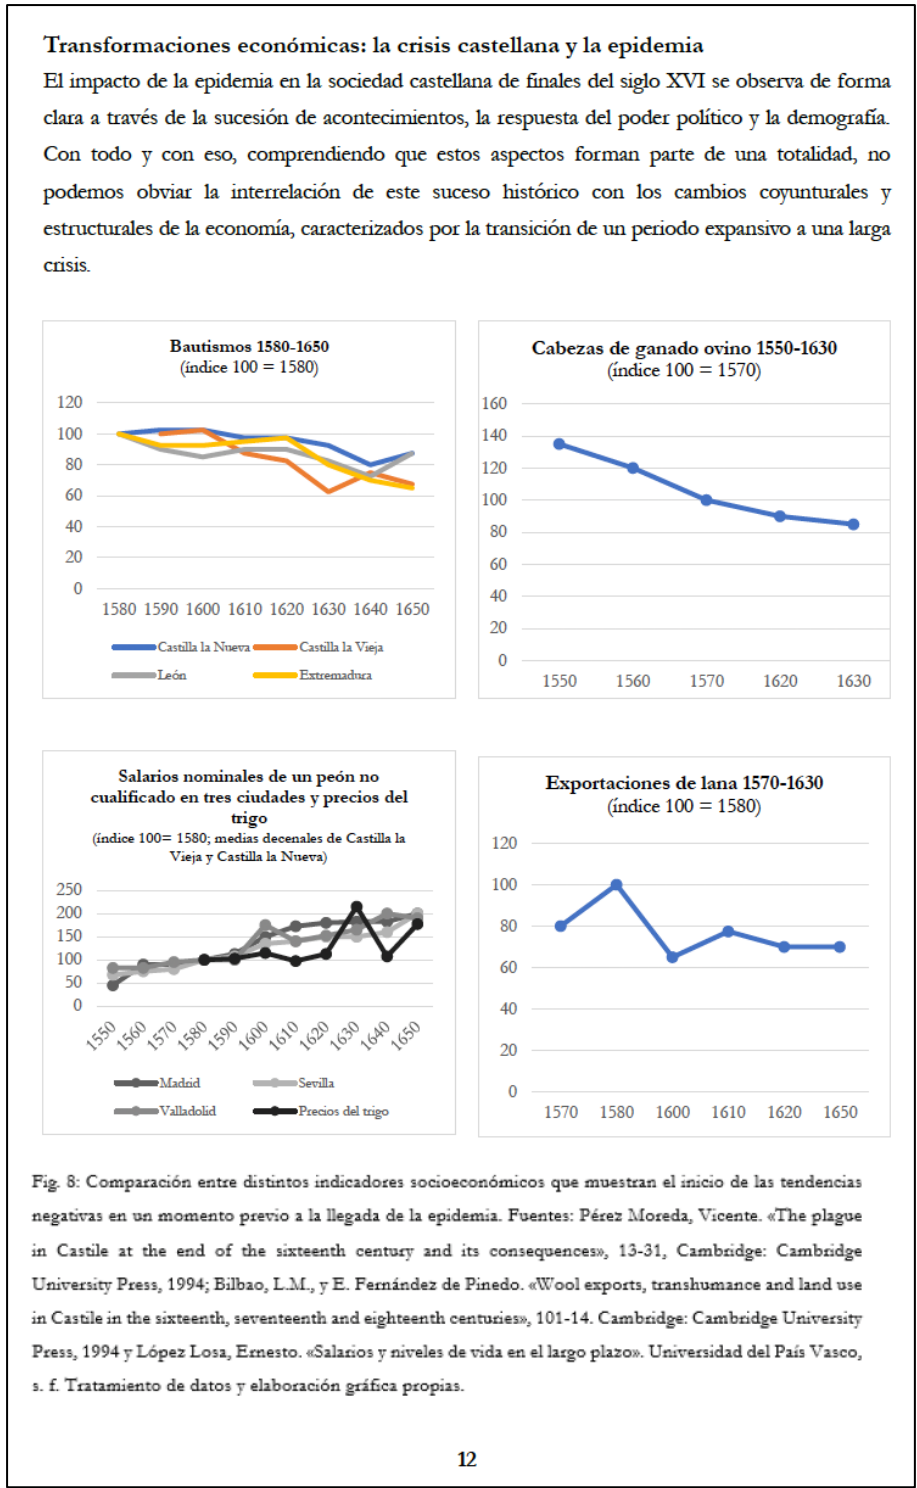 Transformaciones económicas: la crisis castellana y la epidemia
El impacto de la epidemia en la sociedad castellana de finales del siglo XVI se observa de forma
clara a través de la sucesión de acontecimientos, la respuesta del poder político y la demografía.
Con todo y con eso, comprendiendo que estos aspectos forman parte de una totalidad, no
podemos obviar la interrelación de este suceso histórico con los cambios coyunturales y
estructurales de la economía, caracterizados por la transición de un periodo expansivo a una larga
crisis.
Bautismos 1580-1650
(índice 100 = 1580)
120
100
80
60
40
20
0
1580 1590 1600 1610 1620 1630 1640 1650
Castilla la Nueva Castilla la Vieja
León Extremadura
Cabezas de ganado ovino 1550-1630
(índice 100 = 1570)
160
140
120
100
80
60
40
20
0
1550 1560 1570 1620 1630
Salarios nominales de un peón no
cualificado en tres ciudades y precios del
trigo
(índice 100= 1580; medias decenales de Castilla la
Vieja y Castilla la Nueva)
250
200
150
100
50
0
1550 1560 1570 1580 1590 1600 1610 1620 1630 1640 1650
Madrid Sevilla
Valladolid Precios del trigo
Exportaciones de lana 1570-1630
(índice 100 = 1580)
120
100
80
60
40
20
0
1570 1580 1600 1610 1620 1650
Fig. 8: Comparación entre distintos indicadores socioeconómicos que muestran el inicio de las tendencias
negativas en un momento previo a la llegada de la epidemia. Fuentes: Pérez Moreda, Vicente. «The plague
in Castile at the end of the sixteenth century and its consequences», 13-31, Cambridge: Cambridge
University Press, 1994; Bilbao, L.M., y E. Fernández de Pinedo. «Wool exports, transhumance and land use
in Castile in the sixteenth, seventeenth and eighteenth centuries», 101-14. Cambridge: Cambridge University
Press, 1994 y López Losa, Ernesto. «Salarios y niveles de vida en el largo plazo». Universidad del País Vasco,
s. f. Tratamiento de datos y elaboración gráfica propias.
12